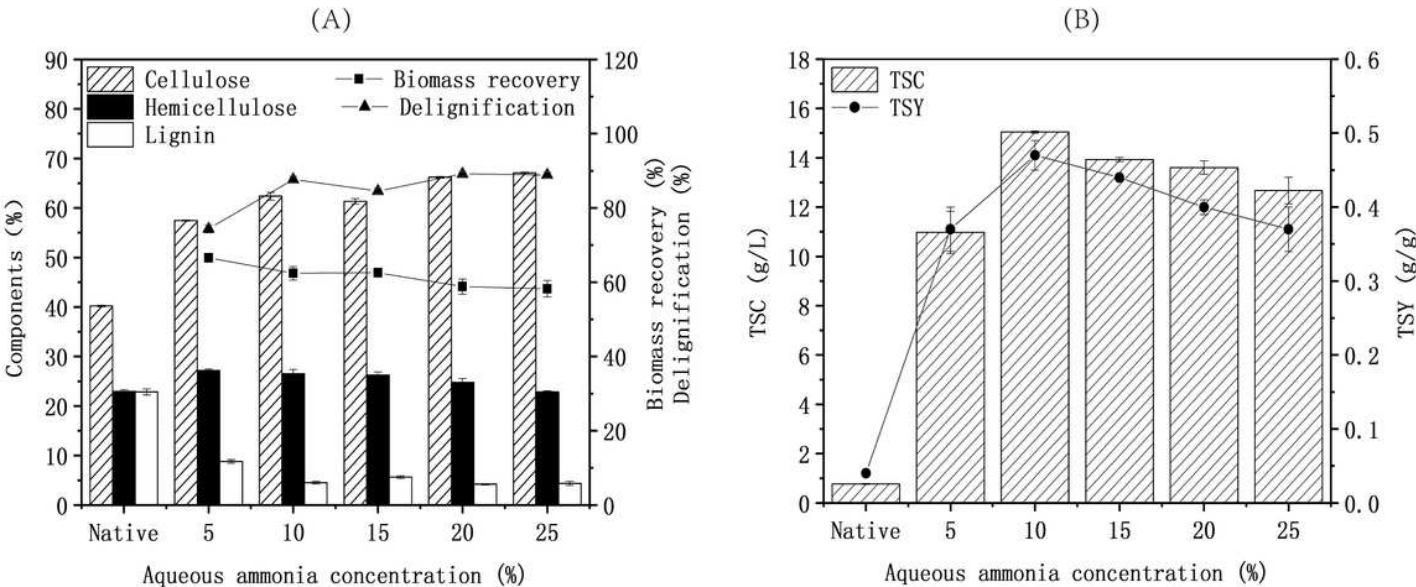 (A)
Components (%)
90
80
70
60
50
40
30
20
10
0
Cellulose
Hemicellulose
Lignin
Biomass recovery
Delignification
120
100
80
60
40
20
0
Biomass recovery (%)
Delignification (%)
Native 5 10 15 20 25
Aqueous ammonia concentration (%)
(B)
TSC (g/L)
18
16
14
12
10
8
6
4
2
0
TSC
TSY
0.6
0.5
0.4
0.3
0.2
0.1
0.0
TSY (g/g)
Native 5 10 15 20 25
Aqueous ammonia concentration (%)